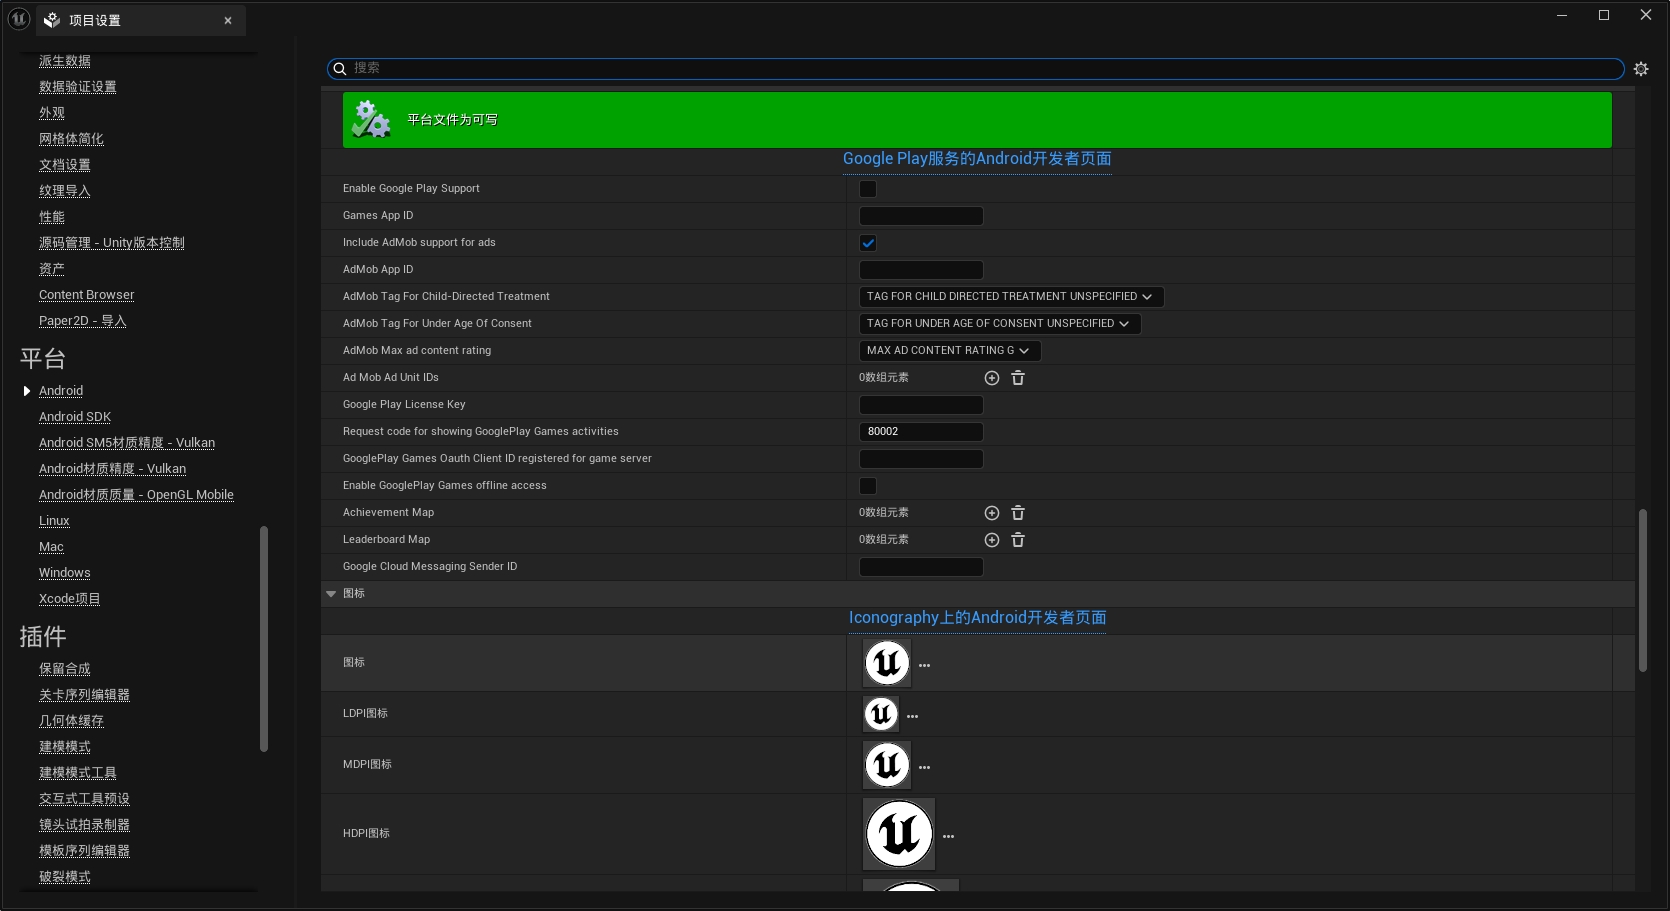 项目设置
派生数据
数据验证设置
外观
网格体简化
文档设置
纹理导入
性能
源码管理 - Unity版本控制
资产
Content Browser
Paper2D - 导入
平台
Android
Android SDK
Android SM5材质精度 - Vulkan
Android材质精度 - Vulkan
Android材质质量 - OpenGL Mobile
Linux
Mac
Windows
Xcode项目
插件
保留合成
关卡序列编辑器
几何体缓存
建模模式
建模模式工具
交互式工具预设
镜头试拍录制器
模板序列编辑器
破裂模式
搜索
平台文件为可写
Google Play服务的Android开发者页面
Enable Google Play Support
Games App ID
Include AdMob support for ads
AdMob App ID
AdMob Tag For Child-Directed Treatment TAG FOR CHILD DIRECTED TREATMENT UNSPECIFIED
AdMob Tag For Under Age Of Consent TAG FOR UNDER AGE OF CONSENT UNSPECIFIED
AdMob Max ad content rating MAX AD CONTENT RATING G
Ad Mob Ad Unit IDs 0数组元素
Google Play License Key
Request code for showing GooglePlay Games activities 80002
GooglePlay Games Oauth Client ID registered for game server
Enable GooglePlay Games offline access
Achievement Map 0数组元素
Leaderboard Map 0数组元素
Google Cloud Messaging Sender ID
图标
Iconography上的Android开发者页面
图标
LDPI图标
MDPI图标
HDPI图标